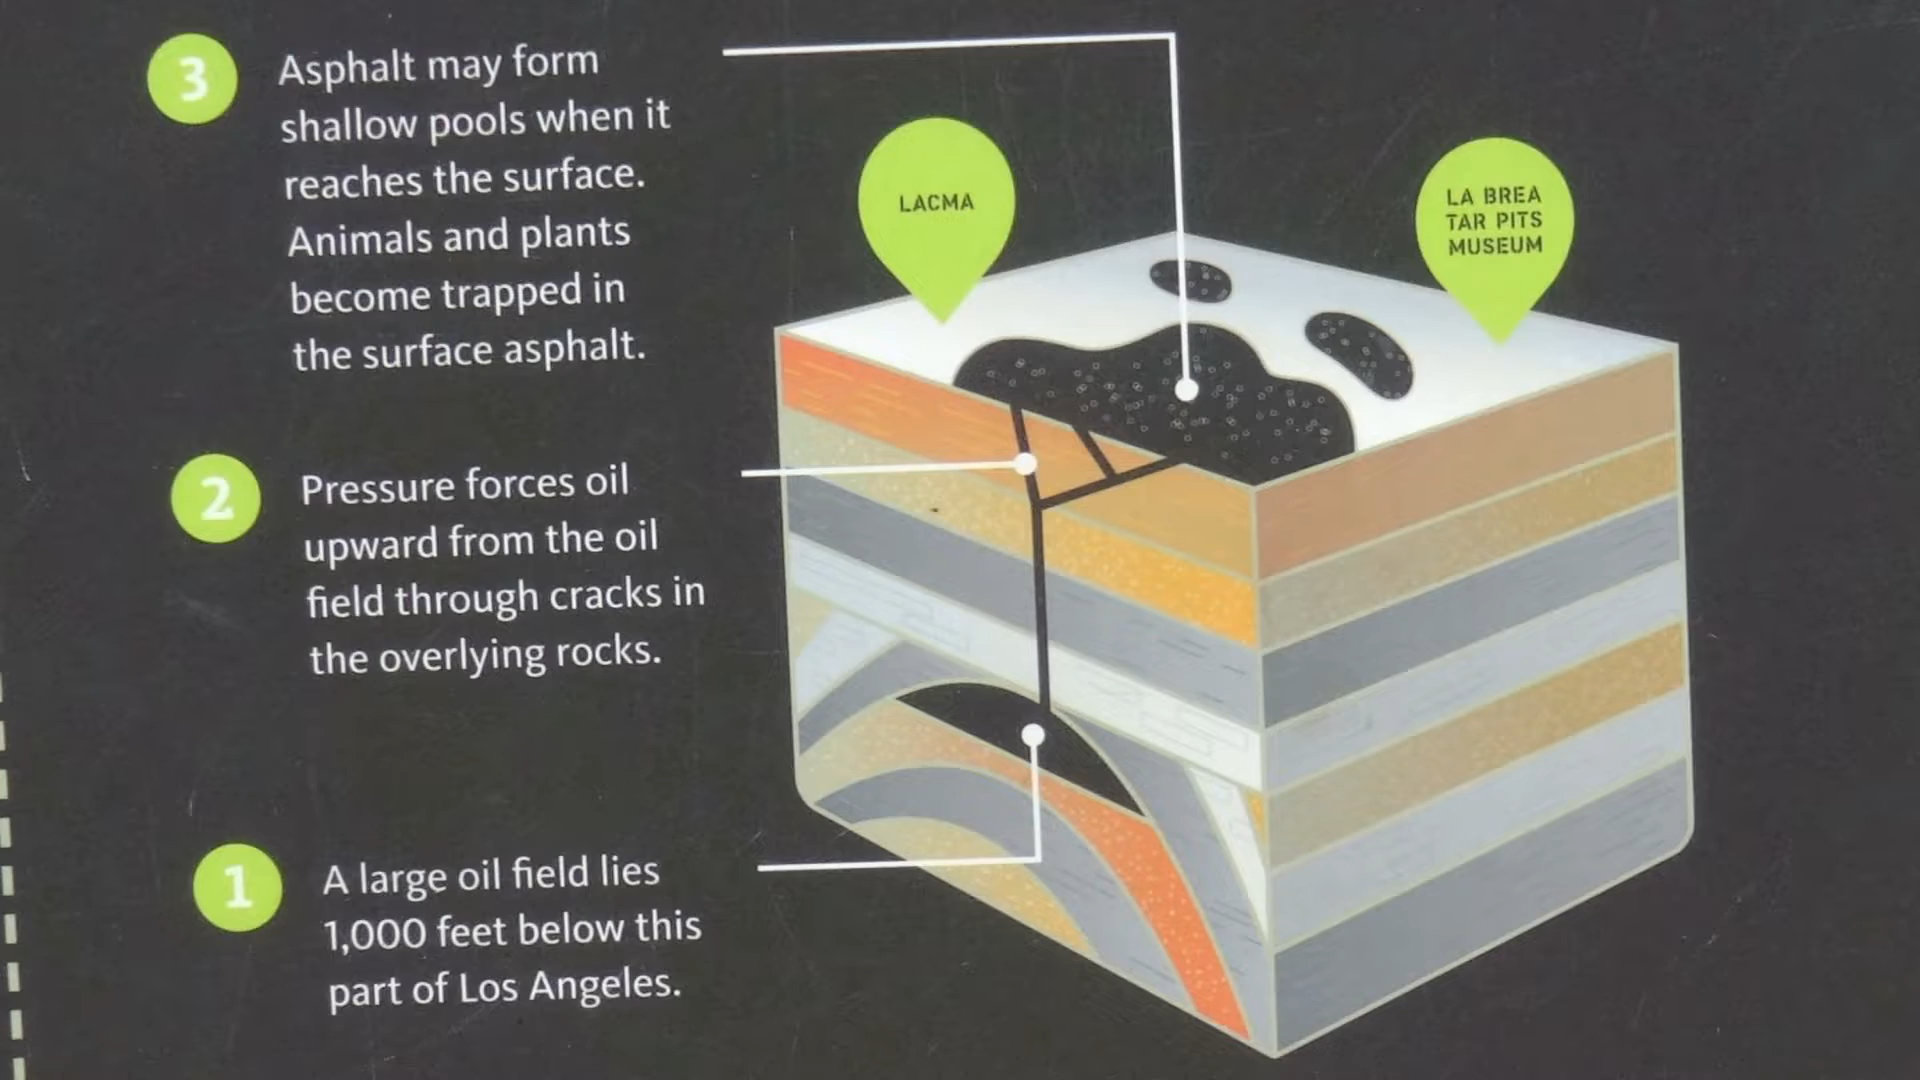 3
Asphalt may form
shallow pools when it
reaches the surface.
Animals and plants
become trapped in
the surface asphalt.
LACMA
LA BREA
TAR PITS
MUSEUM
2
Pressure forces oil
upward from the oil
field through cracks in
the overlying rocks.
1
A large oil field lies
1,000 feet below this
part of Los Angeles.